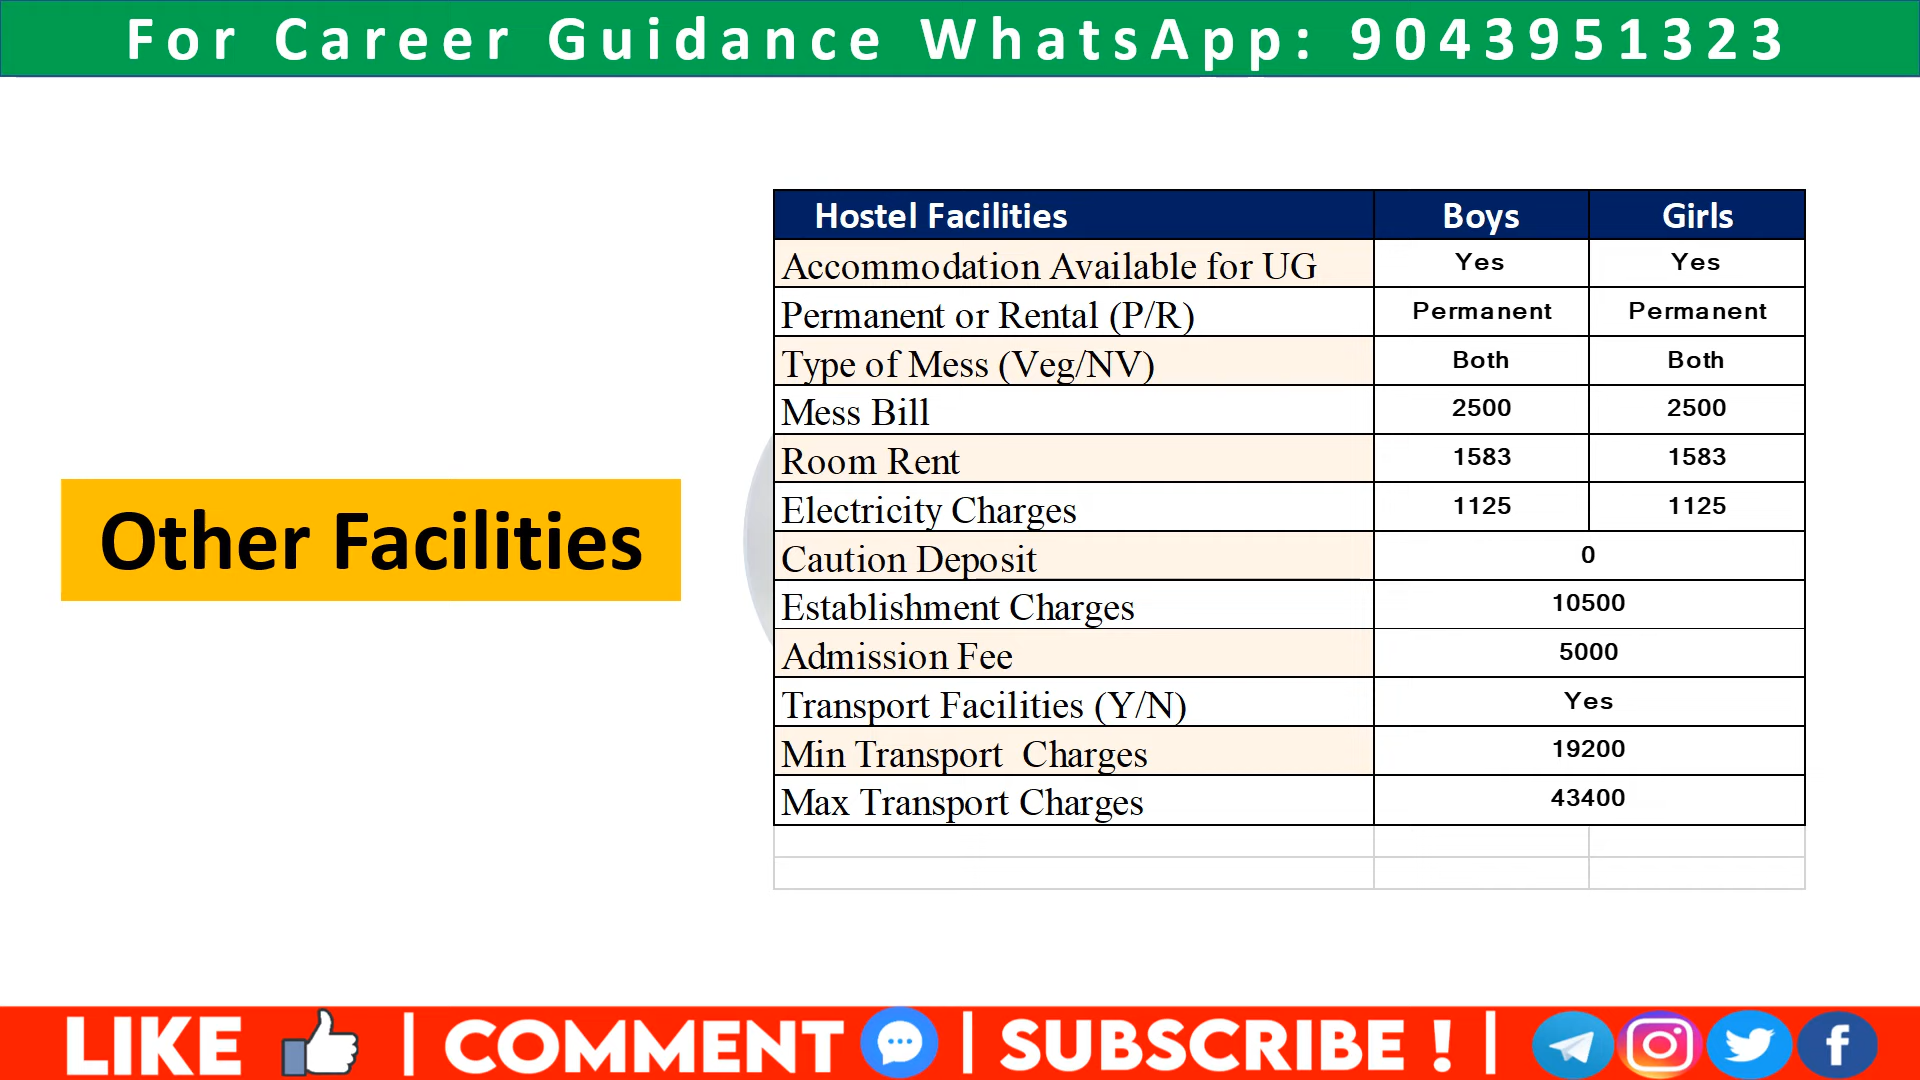 For Career Guidance WhatsApp: 9043951323
Other Facilities
Hostel Facilities Boys Girls
Accommodation Available for UG Yes Yes
Permanent or Rental (P/R) Permanent Permanent
Type of Mess (Veg/NV) Both Both
Mess Bill 2500 2500
Room Rent 1583 1583
Electricity Charges 1125 1125
Caution Deposit 0
Establishment Charges 10500
Admission Fee 5000
Transport Facilities (Y/N) Yes
Min Transport Charges 19200
Max Transport Charges 43400
LIKE | COMMENT | SUBSCRIBE ! |